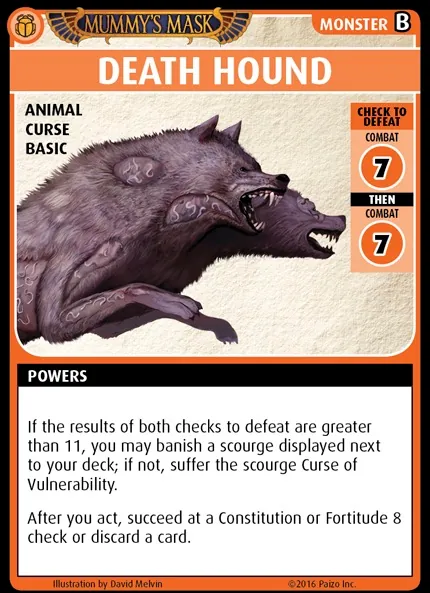 MUMMY'S MASK
MONSTER B
DEATH HOUND
ANIMAL
CURSE
BASIC
CHECK TO
DEFEAT
COMBAT
7
THEN
COMBAT
7
POWERS
If the results of both checks to defeat are greater
than 11, you may banish a scourge displayed next
to your deck; if not, suffer the scourge Curse of
Vulnerability.
After you act, succeed at a Constitution or Fortitude 8
check or discard a card.
Illustration by David Melvin
©2016 Paizo Inc.